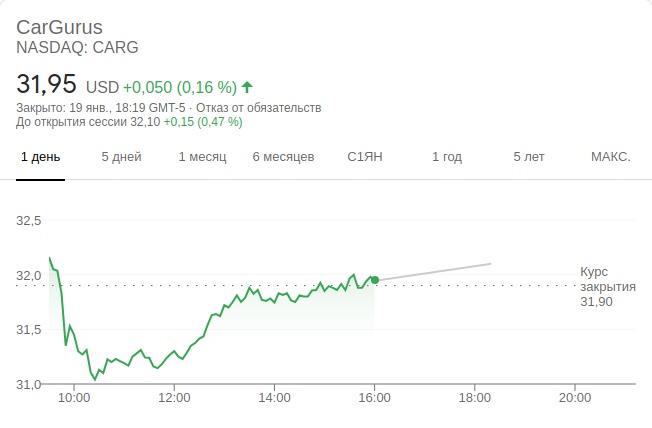 CarGurus
NASDAQ: CARG
31,95 USD +0,050 (0,16 %)
Закрыто: 19 янв., 18:19 GMT-5 · Отказ от обязательств
До открытия сессии 32,10 +0,15 (0,47 %)
1 день 5 дней 1 месяц 6 месяцев С1ЯН 1 год 5 лет МАКС.
32,5
32,0
31,5
31,0
Курс
закрытия
31,90
10:00 12:00 14:00 16:00 18:00 20:00